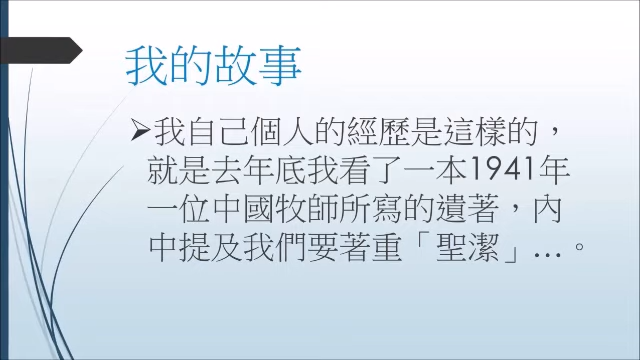 我的故事
➤我自己個人的經歷是這樣的，
就是去年底我看了一本1941年
一位中國牧師所寫的遺著，內
中提及我們要著重「聖潔」…。